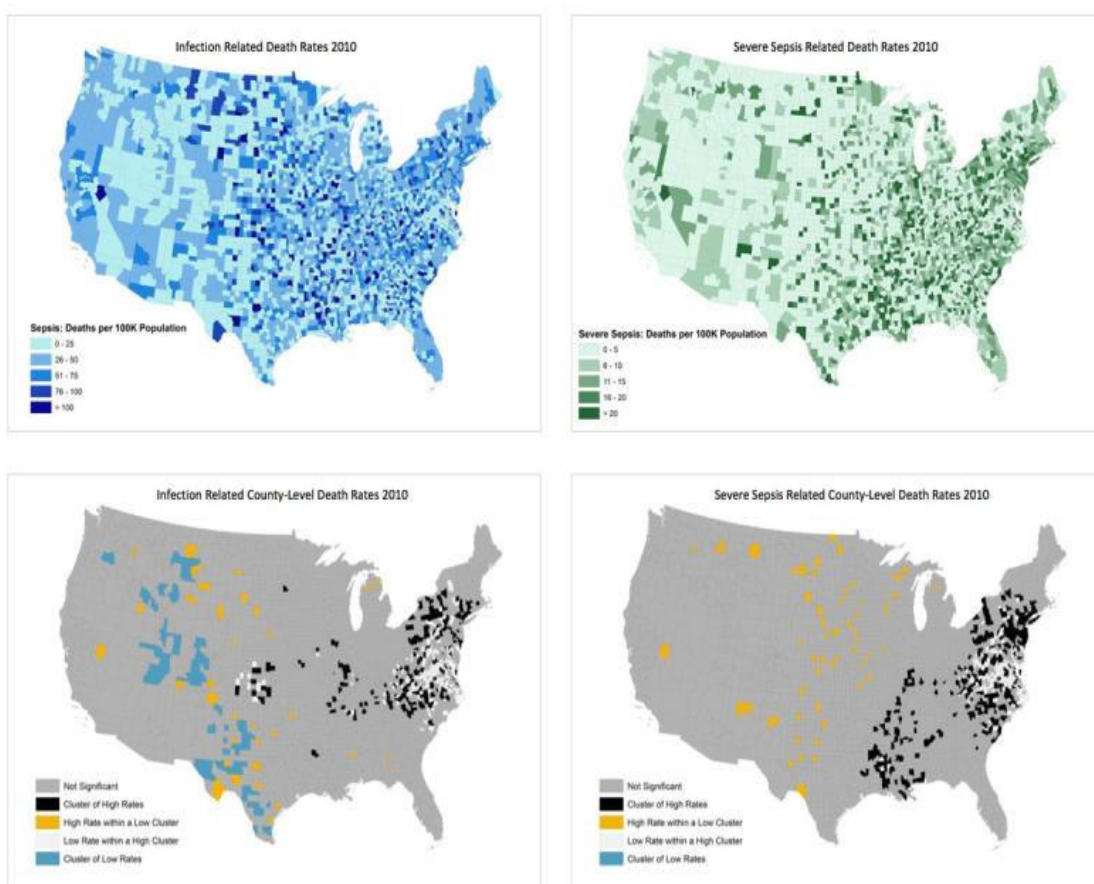 Infection Related Death Rates 2010
Sepsis: Deaths per 100K Population
0 - 25
26 - 50
51 - 75
76 - 100
> 100
Severe Sepsis Related Death Rates 2010
Severe Sepsis: Deaths per 100K Population
0 - 5
6 - 10
11 - 15
16 - 20
> 20
Infection Related County-Level Death Rates 2010
Not Significant
Cluster of High Rates
High Rate within a Low Cluster
Low Rate within a High Cluster
Cluster of Low Rates
Severe Sepsis Related County-Level Death Rates 2010
Not Significant
Cluster of High Rates
High Rate within a Low Cluster
Low Rate within a High Cluster
Cluster of Low Rates